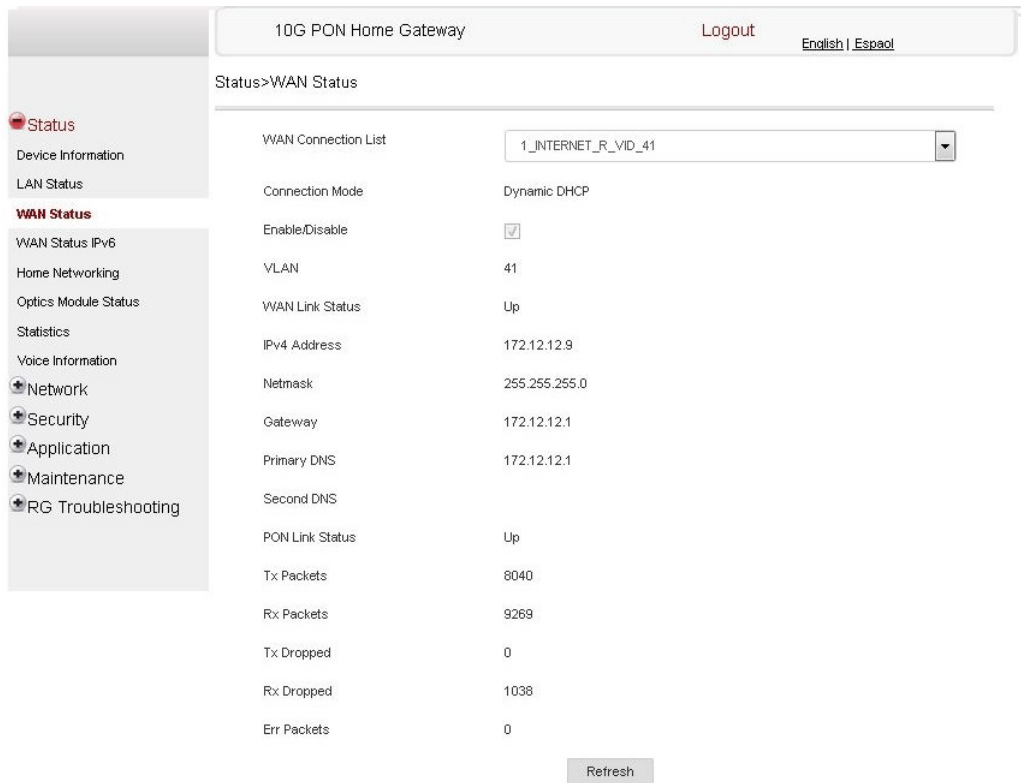 10G PON Home Gateway Logout English | Espaol
Status>WAN Status
Status
Device Information
LAN Status
WAN Status
WAN Status IPv6
Home Networking
Optics Module Status
Statistics
Voice Information
Network
Security
Application
Maintenance
RG Troubleshooting
WAN Connection List 1_INTERNET_R_VID_41
Connection Mode Dynamic DHCP
Enable/Disable
VLAN 41
WAN Link Status Up
IPv4 Address 172.12.12.9
Netmask 255.255.255.0
Gateway 172.12.12.1
Primary DNS 172.12.12.1
Second DNS
PON Link Status Up
Tx Packets 8040
Rx Packets 9269
Tx Dropped 0
Rx Dropped 1038
Err Packets 0
Refresh